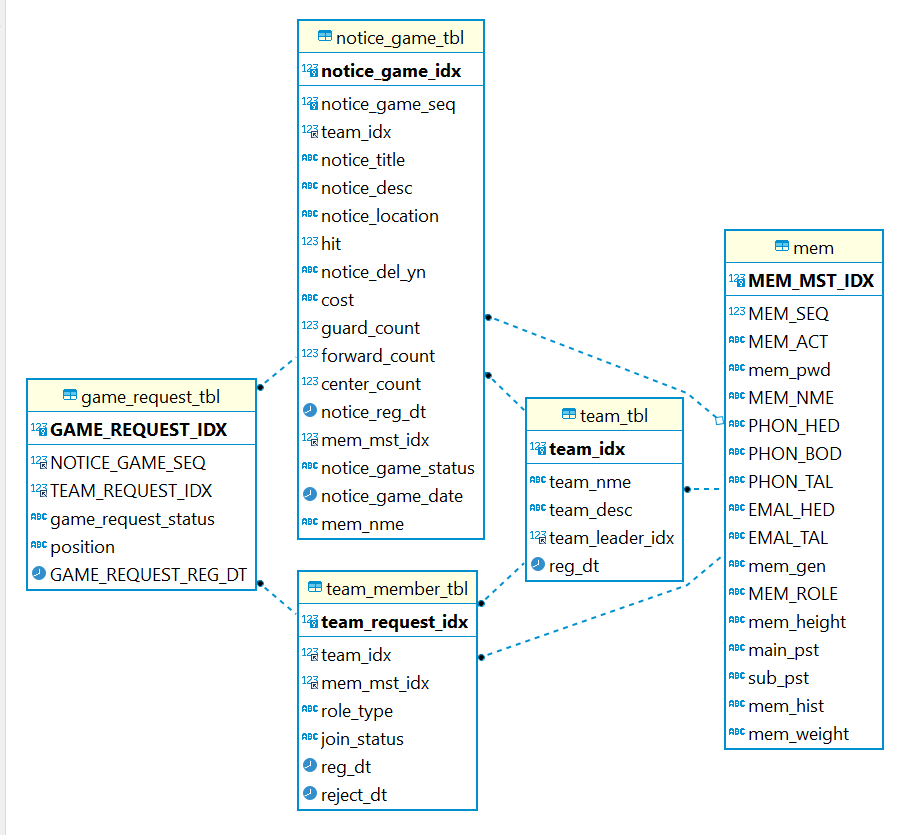 notice_game_tbl
notice_game_idx
notice_game_seq
team_idx
notice_title
notice_desc
notice_location
hit
notice_del_yn
cost
guard_count
forward_count
center_count
notice_reg_dt
mem_mst_idx
notice_game_status
notice_game_date
mem_nme
game_request_tbl
GAME_REQUEST_IDX
NOTICE_GAME_SEQ
TEAM_REQUEST_IDX
game_request_status
position
GAME_REQUEST_REG_DT
team_member_tbl
team_request_idx
team_idx
mem_mst_idx
role_type
join_status
reg_dt
reject_dt
team_tbl
team_idx
team_nme
team_desc
team_leader_idx
reg_dt
mem
MEM_MST_IDX
MEM_SEQ
MEM_ACT
mem_pwd
MEM_NME
PHON_HED
PHON_BOD
PHON_TAL
EMAL_HED
EMAL_TAL
mem_gen
MEM_ROLE
mem_height
main_pst
sub_pst
mem_hist
mem_weight